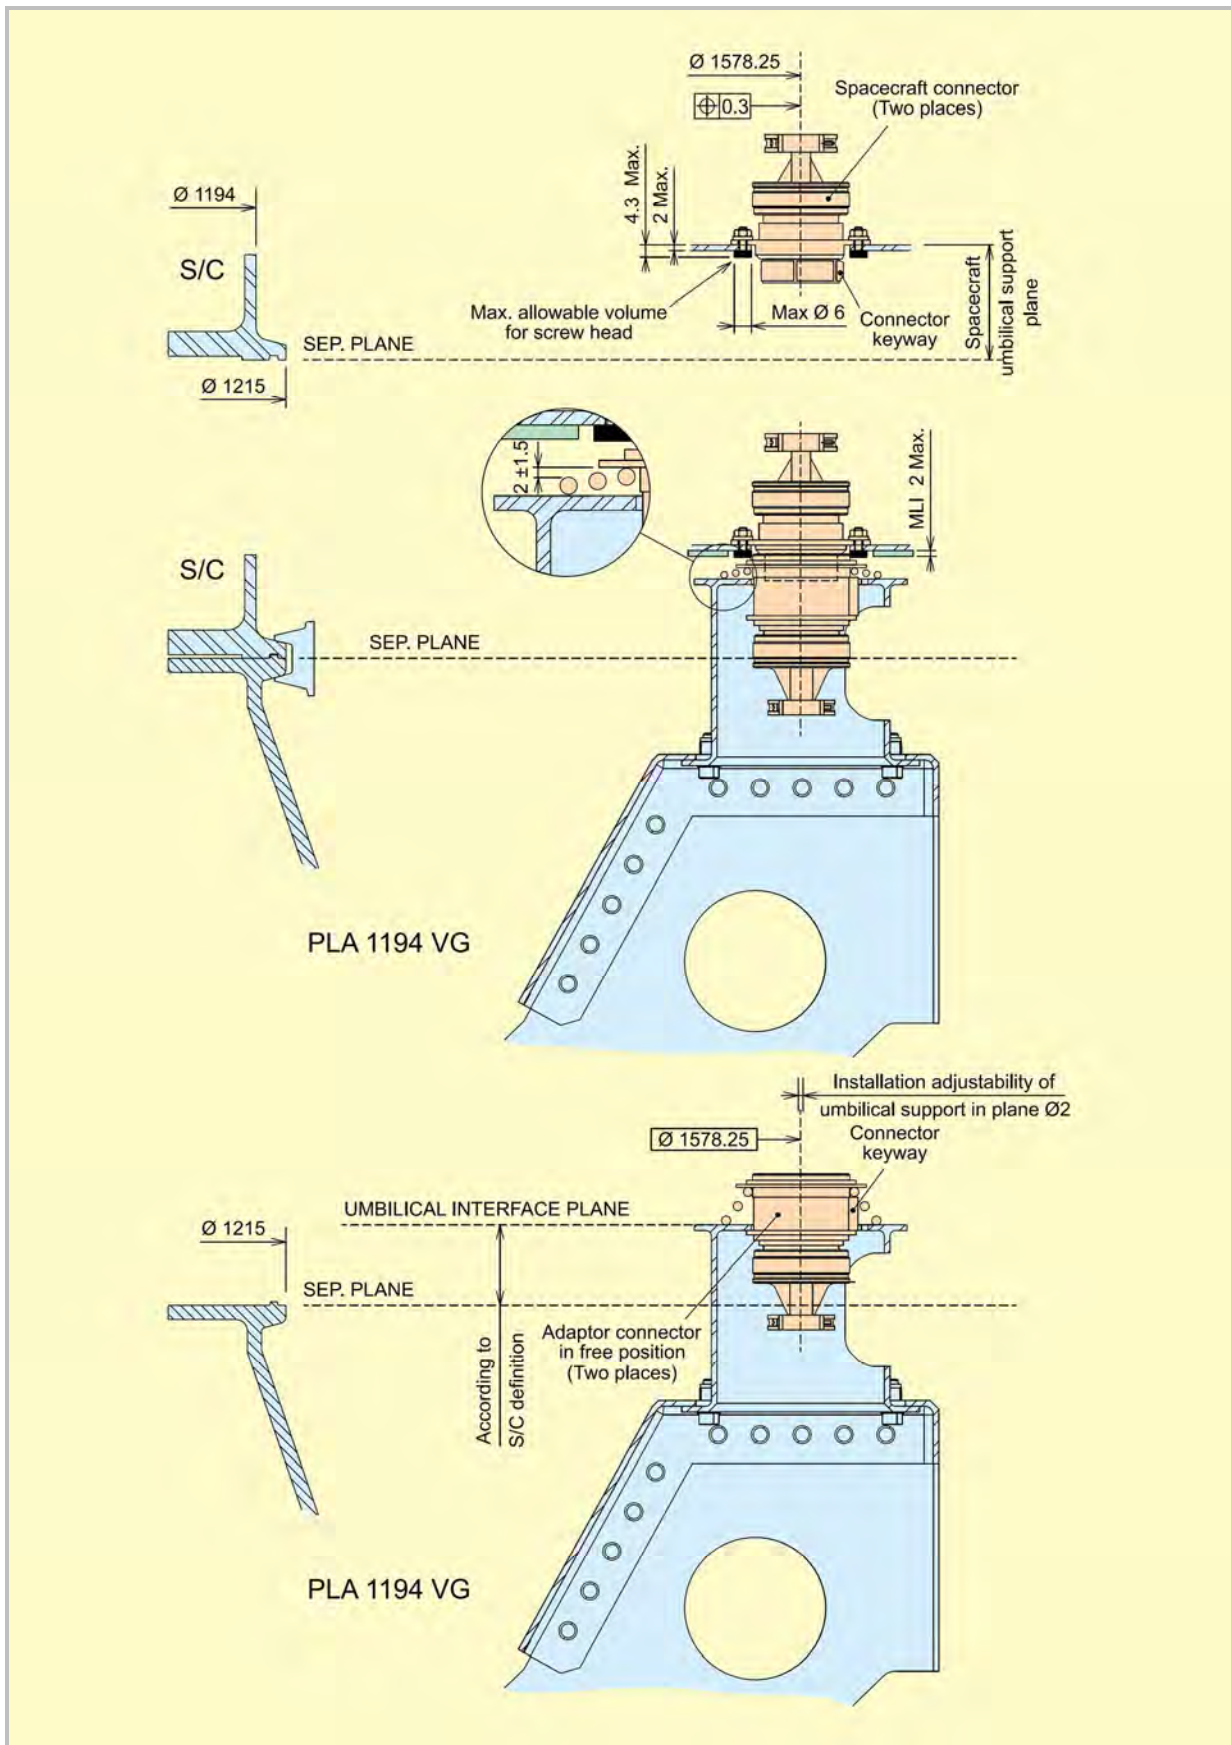 Ø 1578.25
0.3
Spacecraft connector
(Two places)
4.3 Max.
2 Max.
Ø 1194
S/C
Max. allowable volume
for screw head
Max Ø 6
Connector
keyway
Spacecraft
umbilical support
plane
SEP. PLANE
Ø 1215
2 ±1.5
MLI 2 Max.
S/C
SEP. PLANE
PLA 1194 VG
Installation adjustability of
umbilical support in plane Ø2
Ø 1578.25
Connector
keyway
UMBILICAL INTERFACE PLANE
Ø 1215
SEP. PLANE
Adaptor connector
in free position
(Two places)
According to
S/C definition
PLA 1194 VG